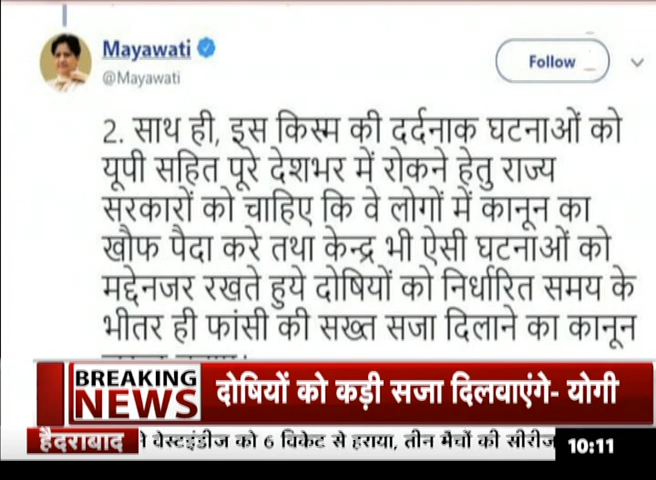 Mayawati
@Mayawati
Follow
2. साथ ही, इस किस्म की दर्दनाक घटनाओं को
यूपी सहित पूरे देशभर में रोकने हेतु राज्य
सरकारों को चाहिए कि वे लोगों में कानून का
खौफ पैदा करे तथा केन्द्र भी ऐसी घटनाओं को
मद्देनजर रखते हुये दोषियों को निर्धारित समय के
भीतर ही फांसी की सख्त सजा दिलाने का कानून
BREAKING
NEWS
दोषियों को कड़ी सजा दिलवाएंगे- योगी
हैदराबाद
ने वेस्टइंडीज को 6 विकेट से हराया, तीन मैचों की सीरीज
10:11